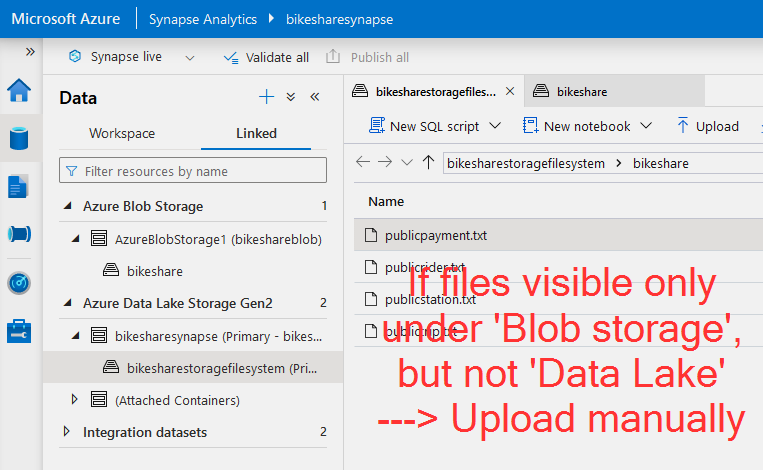 Microsoft Azure Synapse Analytics bikesharesynapse
Synapse live Validate all Publish all
Data
Workspace Linked
Filter resources by name
Azure Blob Storage 1
AzureBlobStorage1 (bikeshareblob)
bikeshare
Azure Data Lake Storage Gen2 2
bikesharesynapse (Primary - bikes...
bikesharestoragefilesystem (Pri...
(Attached Containers)
Integration datasets 2
bikesharestoragefiles... bikeshare
New SQL script New notebook Upload
bikesharestoragefilesystem bikeshare
Name
publicpayment.txt
publicrider.txt
publicstation.txt
publictrip.txt
If files visible only
under 'Blob storage',
but not 'Data Lake'
---> Upload manually